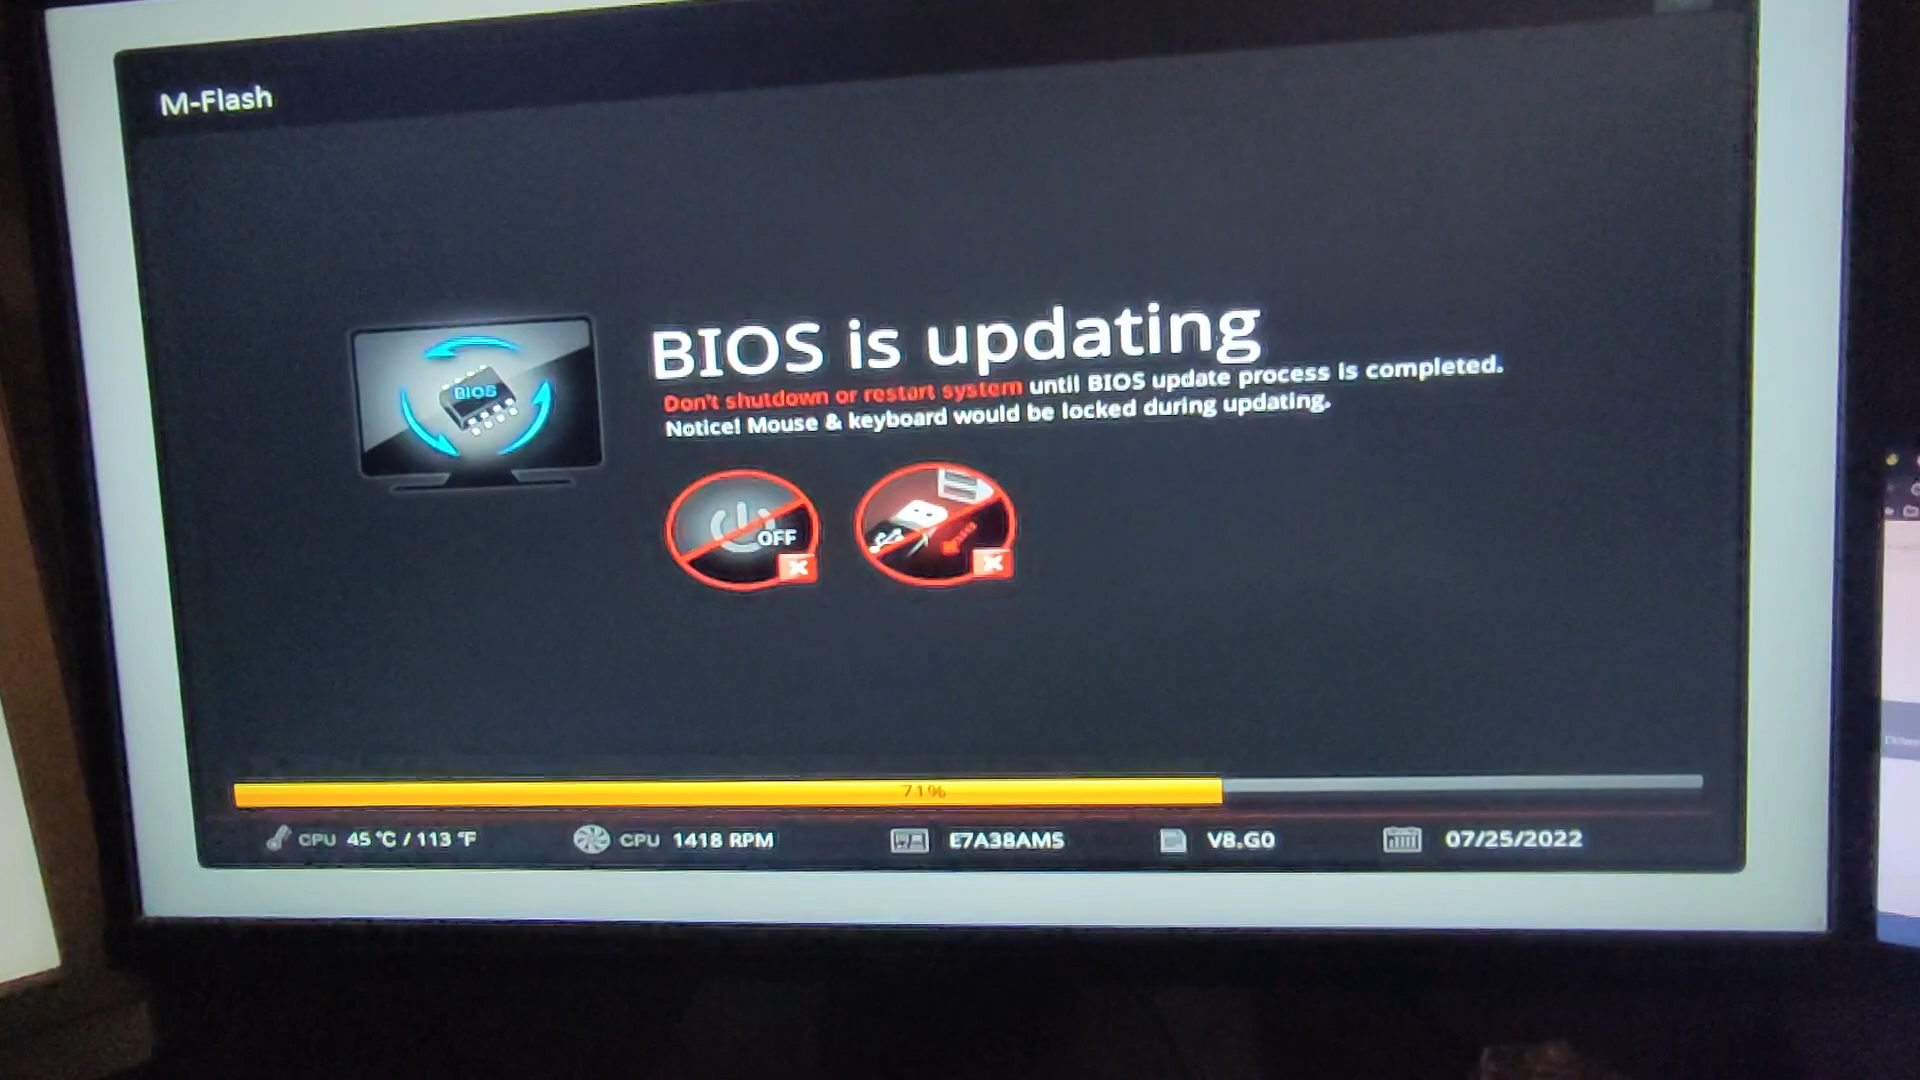 M-Flash
BIOS
BIOS is updating
Don't shutdown or restart system until BIOS update process is completed.
Notice! Mouse & keyboard would be locked during updating.
OFF
71%
CPU 45 °C / 113 °F
CPU 1418 RPM
E7A38AMS
V8.G0
07/25/2022